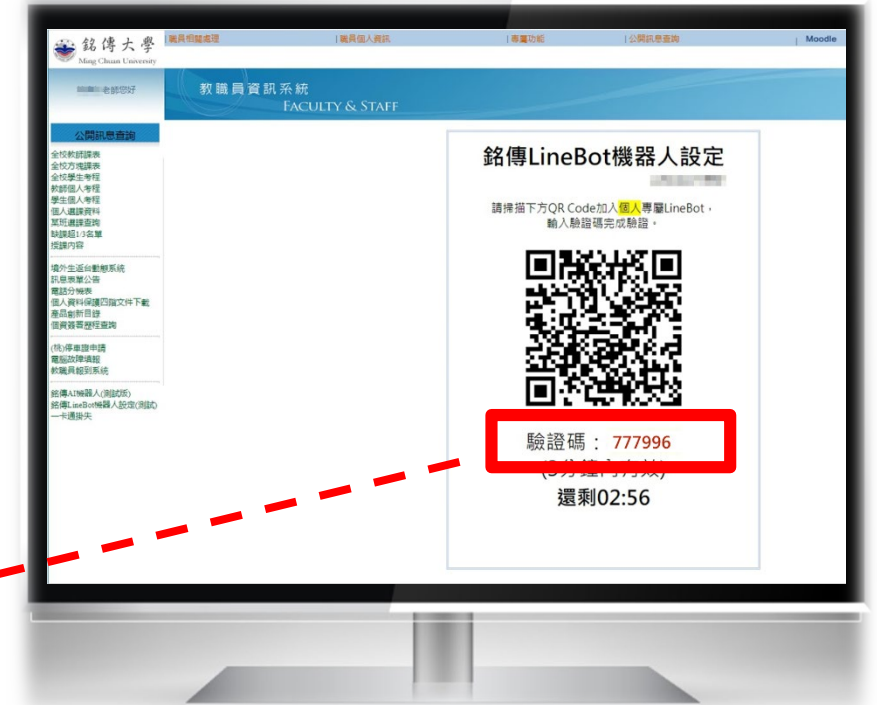 銘傳大學
Ming Chuan University
職員相關處理
職員個人資訊
專屬功能
公開訊息查詢
Moodle
老師您好
教職員資訊系統
FACULTY & STAFF
公開訊息查詢
全校教師課表
全校方塊課表
全校學生考程
教師個人考程
學生個人考程
個人選課資料
某班選課查詢
缺課超1/3名單
授課內容
境外生返台動態系統
訊息表單公告
電話分機表
個人資料保護四階文件下載
產品創新目錄
個資簽署歷程查詢
(桃)停車證申請
電腦故障填報
教職員報到系統
銘傳AI機器人(測試版)
銘傳LineBot機器人設定(測試)
一卡通掛失
銘傳LineBot機器人設定
請掃描下方QR Code加入個人專屬LineBot，
輸入驗證碼完成驗證。
驗證碼： 777996
還剩02:56